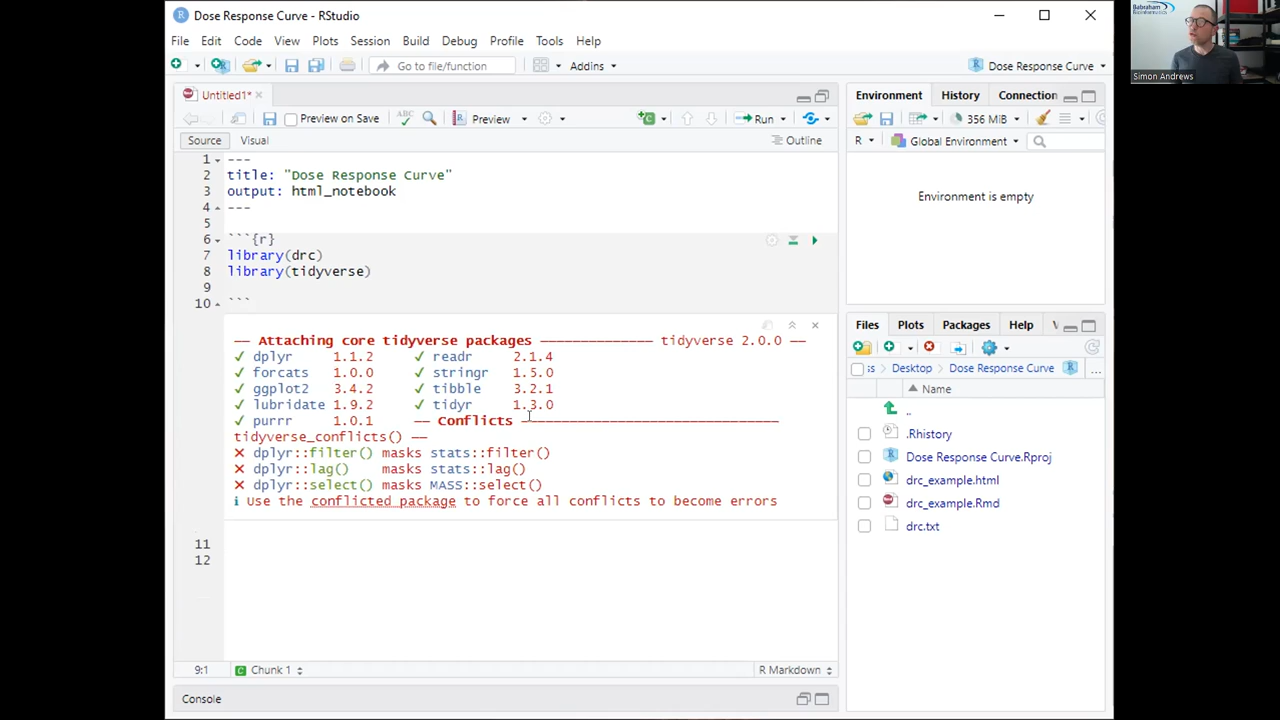 Dose Response Curve - RStudio
File Edit Code View Plots Session Build Debug Profile Tools Help
Go to file/function Addins Dose Response Curve
Untitled1*
Preview on Save ABC Preview Run
Source Visual Outline
1 ---
2 title: "Dose Response Curve"
3 output: html_notebook
4 ---
5
6 ```{r}
7 library(drc)
8 library(tidyverse)
9
10 ```
── Attaching core tidyverse packages ────────────── tidyverse 2.0.0 ──
✔ dplyr 1.1.2 ✔ readr 2.1.4
✔ forcats 1.0.0 ✔ stringr 1.5.0
✔ ggplot2 3.4.2 ✔ tibble 3.2.1
✔ lubridate 1.9.2 ✔ tidyr 1.3.0
✔ purrr 1.0.1 ── Conflicts ────────────────────────────────
tidyverse_conflicts() ──
✖ dplyr::filter() masks stats::filter()
✖ dplyr::lag() masks stats::lag()
✖ dplyr::select() masks MASS::select()
ℹ Use the conflicted package to force all conflicts to become errors
11
12
9:1 Chunk 1 R Markdown
Console
Environment History Connection
356 MiB
R Global Environment
Environment is empty
Files Plots Packages Help V
ss Desktop Dose Response Curve ...
Name
..
.Rhistory
Dose Response Curve.Rproj
drc_example.html
drc_example.Rmd
drc.txt
Babraham
Bioinformatics
Simon Andrews